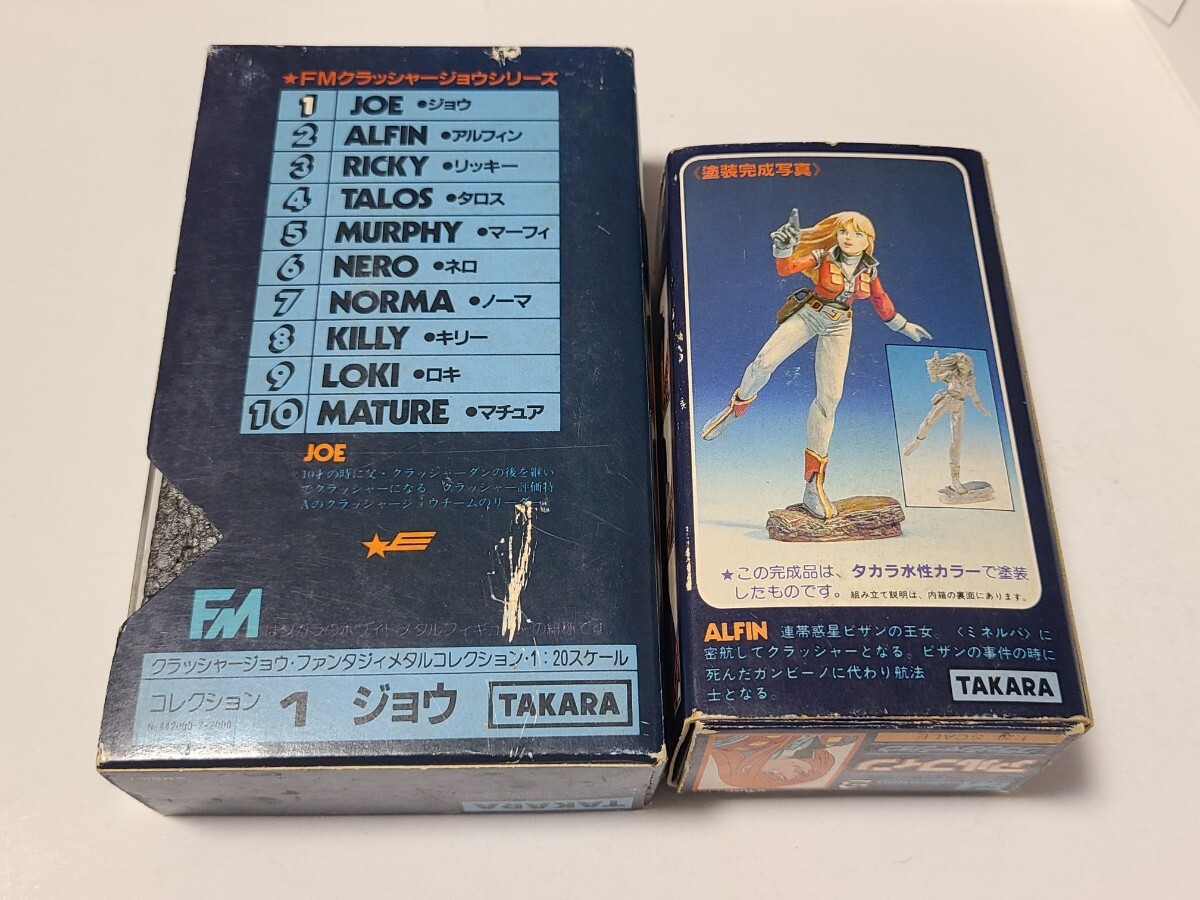 ★FMクラッシャージョウシリーズ
1 JOE ●ジョウ
2 ALFIN ●アルフィン
3 RICKY ●リッキー
4 TALOS ●タロス
5 MURPHY ●マーフィ
6 NERO ●ネロ
7 NORMA ●ノーマ
8 KILLY ●キリー
9 LOKI ●ロキ
10 MATURE ●マチュア
JOE
10才の時に父・クラッシャーダンの後を継い
でクラッシャーになる クラッシャー評価特
Aのクラッシャージョウチームのリーダー
FM はタカラのホワイトメタルフィギュアの総称です
クラッシャージョウ・ファンタジィメタルコレクション・1:20スケール
コレクション 1 ジョウ TAKARA
TAKARA
〈塗装完成写真〉
★この完成品は、タカラ水性カラーで塗装
したものです。 組み立て説明は、内箱の裏面にあります。
ALFIN 連帯惑星ピザンの王女。〈ミネルバ〉に
密航してクラッシャーとなる。ピザンの事件の時に
死んだガンビーノに代わり航法
士となる。
TAKARA
SCALE
アルフィン